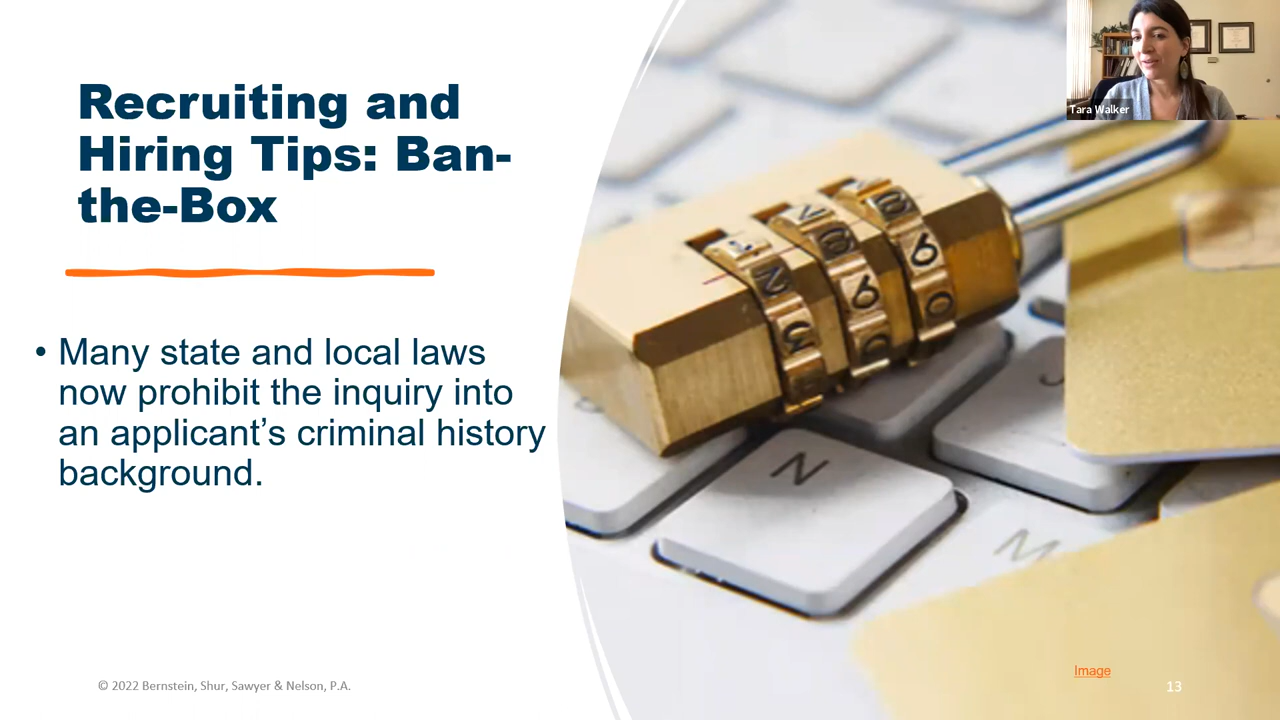 Recruiting and
Hiring Tips: Ban-
the-Box
• Many state and local laws
now prohibit the inquiry into
an applicant’s criminal history
background.
Tara Walker
N
M
Image
© 2022 Bernstein, Shur, Sawyer & Nelson, P.A.
13